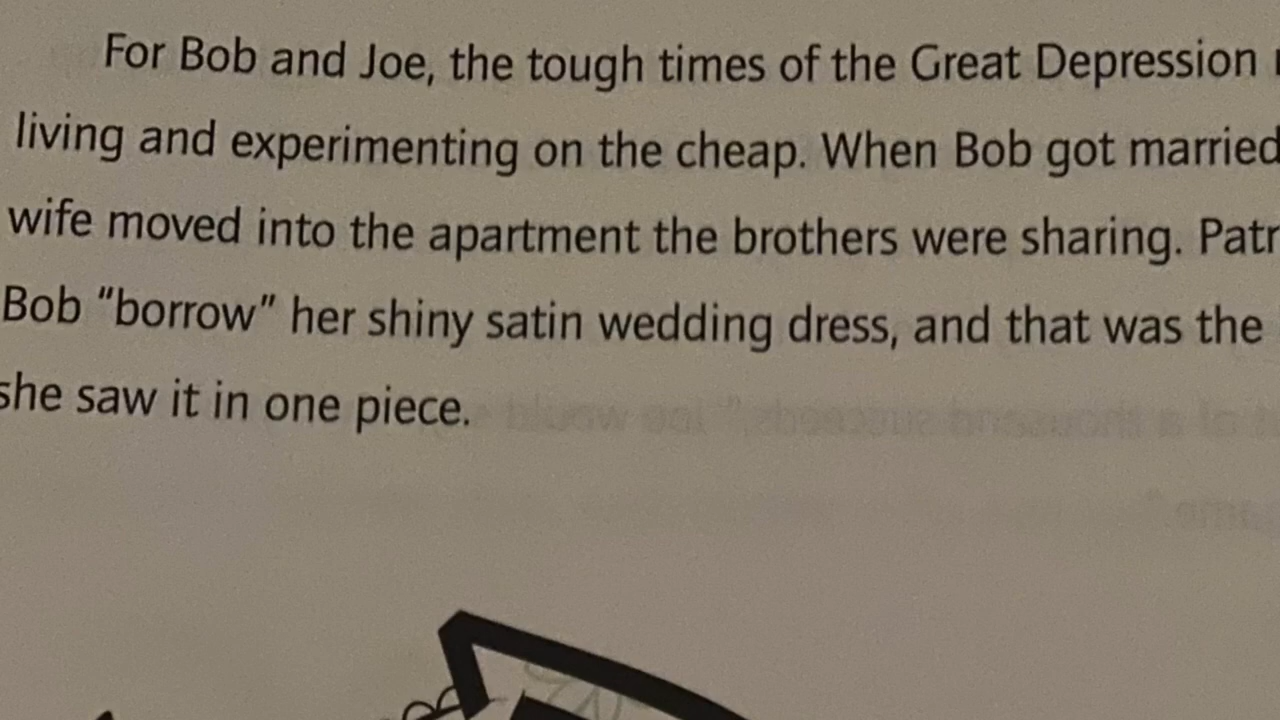 For Bob and Joe, the tough times of the Great Depression
living and experimenting on the cheap. When Bob got married
wife moved into the apartment the brothers were sharing. Patr
Bob “borrow” her shiny satin wedding dress, and that was the
she saw it in one piece.